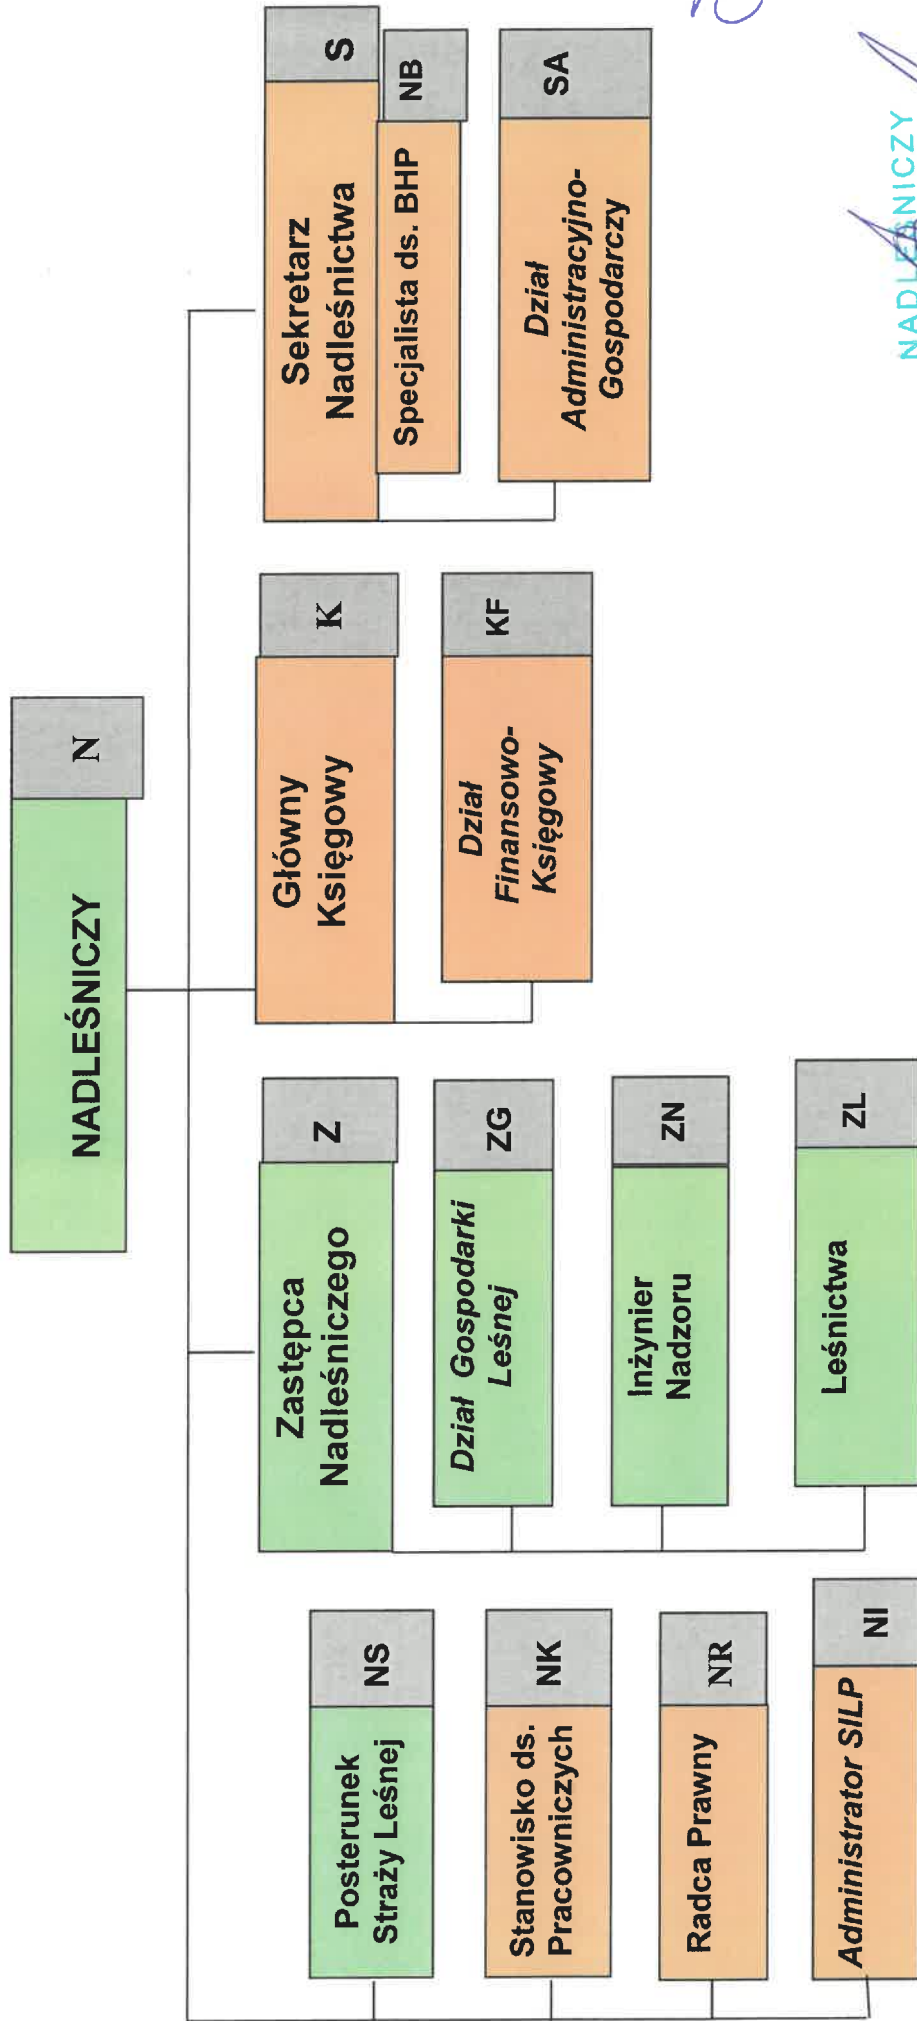 NADLEŚNICZY
N
Posterunek
Straży Leśnej
NS
Stanowisko ds.
Pracowniczych
NK
Radca Prawny
NR
Administrator SILP
NI
Zastępca
Nadleśniczego
Z
Dział Gospodarki
Leśnej
ZG
Inżynier
Nadzoru
ZN
Leśnictwa
ZL
Główny
Księgowy
K
Dział
Finansowo-
Księgowy
KF
Sekretarz
Nadleśnictwa
S
Specjalista ds. BHP
NB
Dział
Administracyjno-
Gospodarczy
SA
NADLEŚNICZY